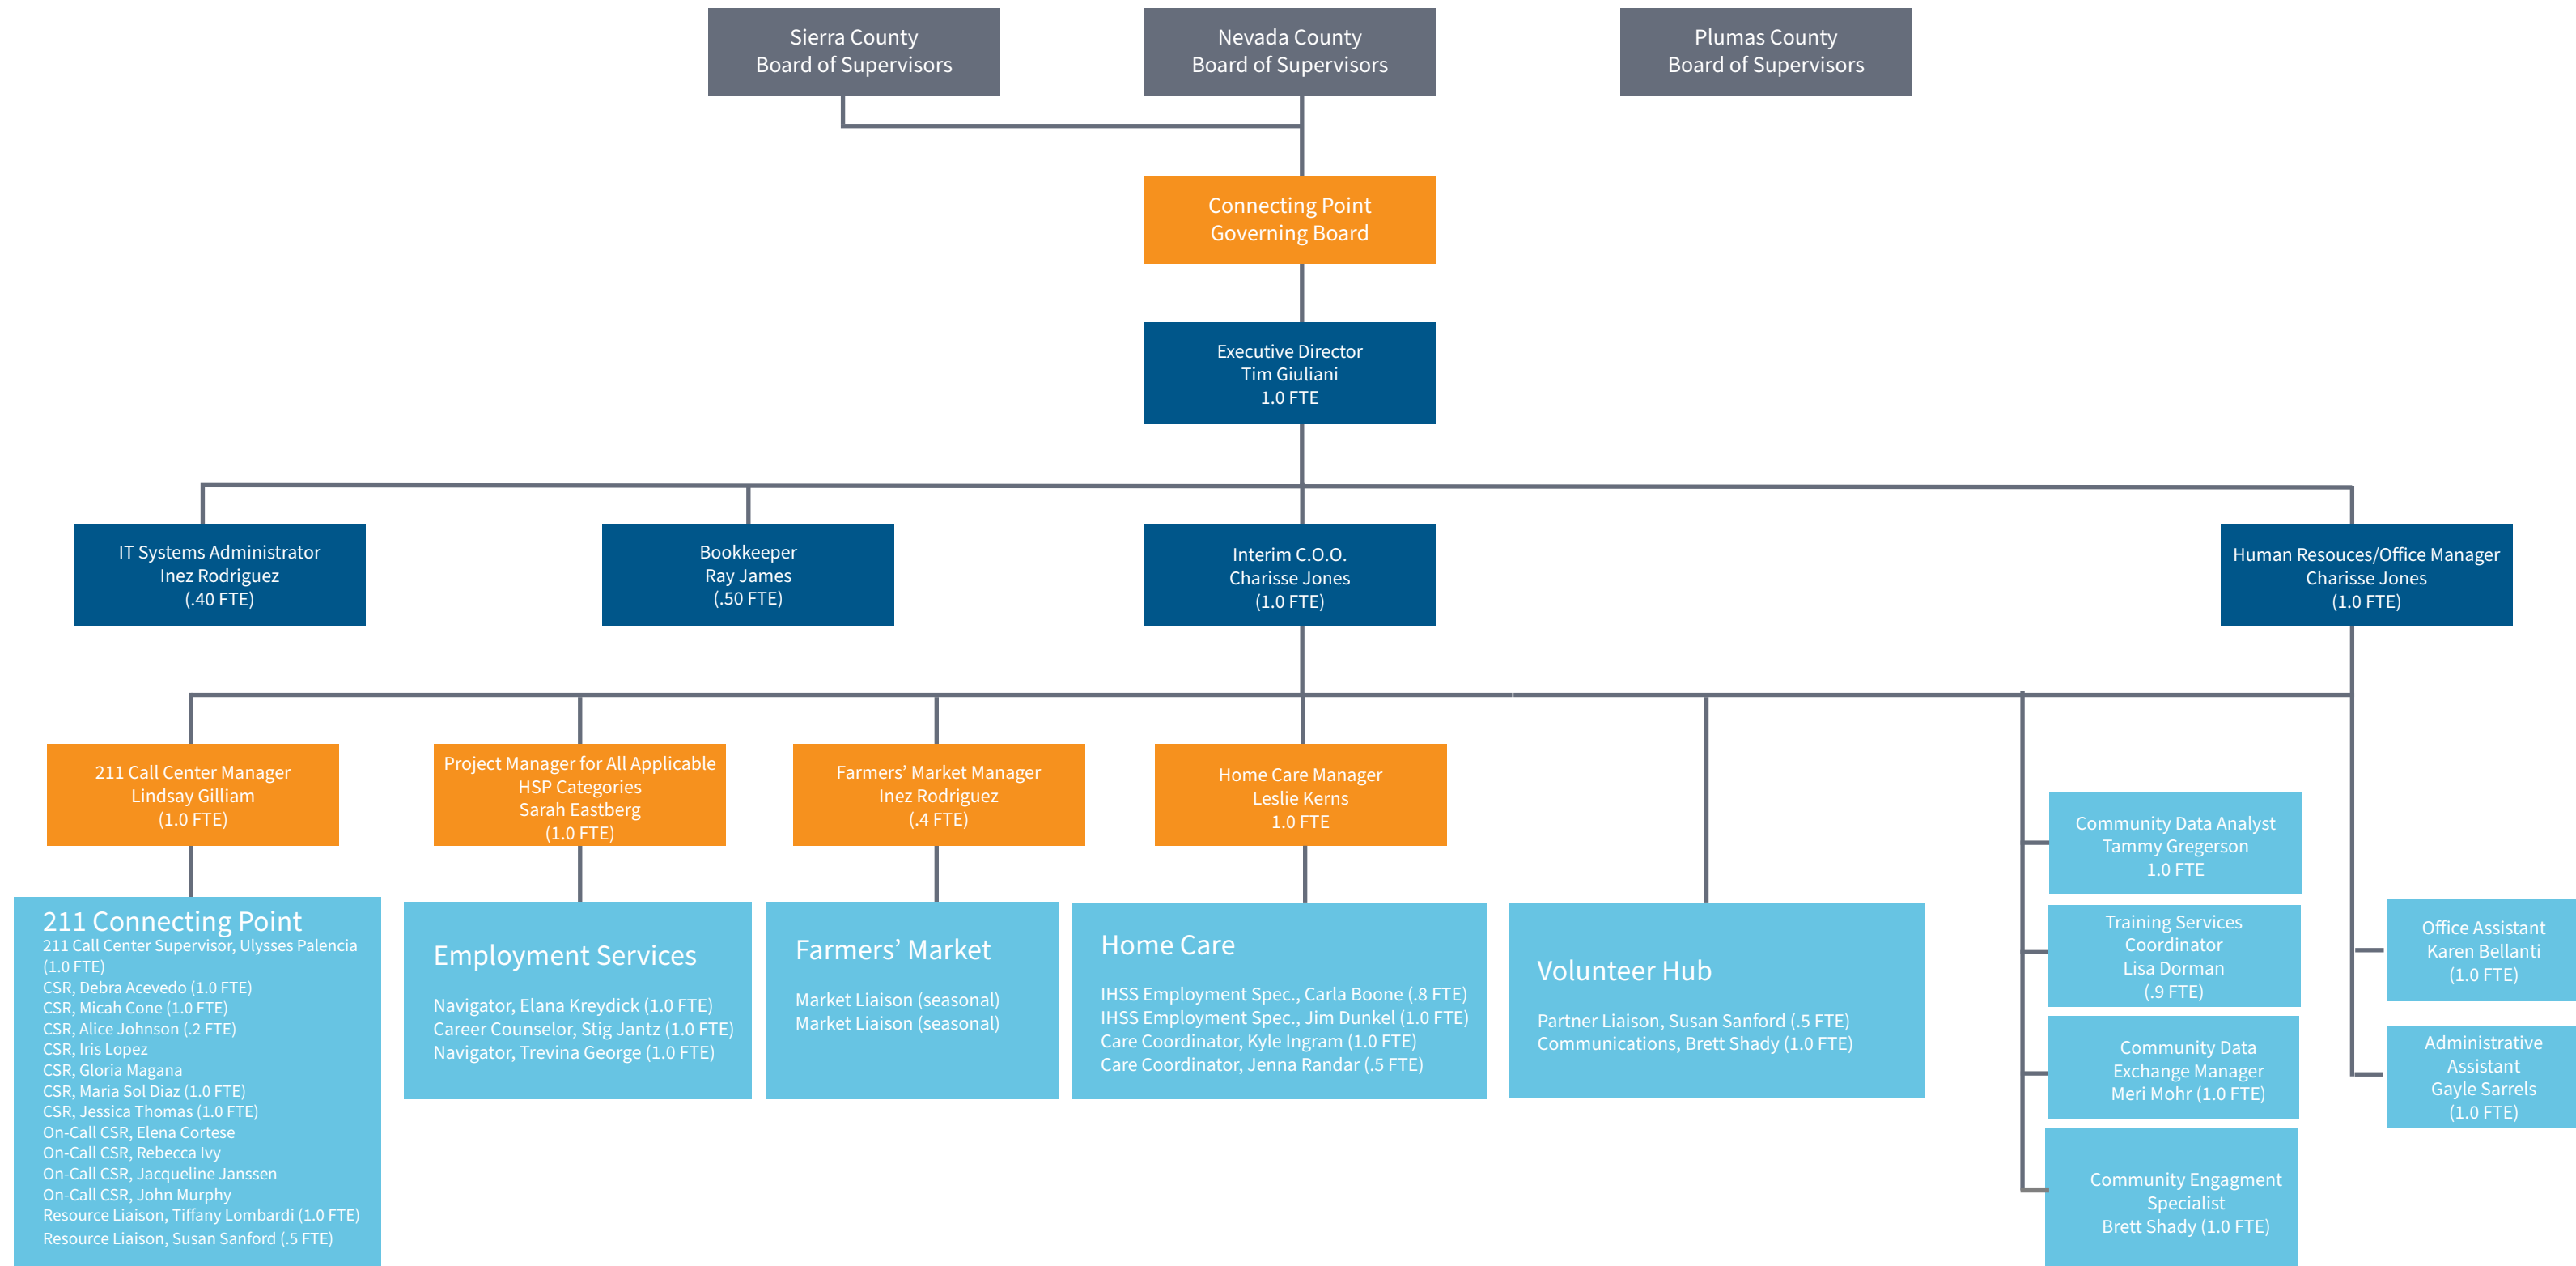 Sierra County
Board of Supervisors
Nevada County
Board of Supervisors
Plumas County
Board of Supervisors
Connecting Point
Governing Board
Executive Director
Tim Giuliani
1.0 FTE
IT Systems Administrator
Inez Rodriguez
(.40 FTE)
Bookkeeper
Ray James
(.50 FTE)
Interim C.O.O.
Charisse Jones
(1.0 FTE)
Human Resouces/Office Manager
Charisse Jones
(1.0 FTE)
211 Call Center Manager
Lindsay Gilliam
(1.0 FTE)
Project Manager for All Applicable
HSP Categories
Sarah Eastberg
(1.0 FTE)
Farmers’ Market Manager
Inez Rodriguez
(.4 FTE)
Home Care Manager
Leslie Kerns
1.0 FTE
211 Connecting Point
211 Call Center Supervisor, Ulysses Palencia
(1.0 FTE)
CSR, Debra Acevedo (1.0 FTE)
CSR, Micah Cone (1.0 FTE)
CSR, Alice Johnson (.2 FTE)
CSR, Iris Lopez
CSR, Gloria Magana
CSR, Maria Sol Diaz (1.0 FTE)
CSR, Jessica Thomas (1.0 FTE)
On-Call CSR, Elena Cortese
On-Call CSR, Rebecca Ivy
On-Call CSR, Jacqueline Janssen
On-Call CSR, John Murphy
Resource Liaison, Tiffany Lombardi (1.0 FTE)
Resource Liaison, Susan Sanford (.5 FTE)
Employment Services
Navigator, Elana Kreydick (1.0 FTE)
Career Counselor, Stig Jantz (1.0 FTE)
Navigator, Trevina George (1.0 FTE)
Farmers’ Market
Market Liaison (seasonal)
Market Liaison (seasonal)
Home Care
IHSS Employment Spec., Carla Boone (.8 FTE)
IHSS Employment Spec., Jim Dunkel (1.0 FTE)
Care Coordinator, Kyle Ingram (1.0 FTE)
Care Coordinator, Jenna Randar (.5 FTE)
Volunteer Hub
Partner Liaison, Susan Sanford (.5 FTE)
Communications, Brett Shady (1.0 FTE)
Community Data Analyst
Tammy Gregerson
1.0 FTE
Training Services
Coordinator
Lisa Dorman
(.9 FTE)
Community Data
Exchange Manager
Meri Mohr (1.0 FTE)
Community Engagment
Specialist
Brett Shady (1.0 FTE)
Office Assistant
Karen Bellanti
(1.0 FTE)
Administrative
Assistant
Gayle Sarrels
(1.0 FTE)